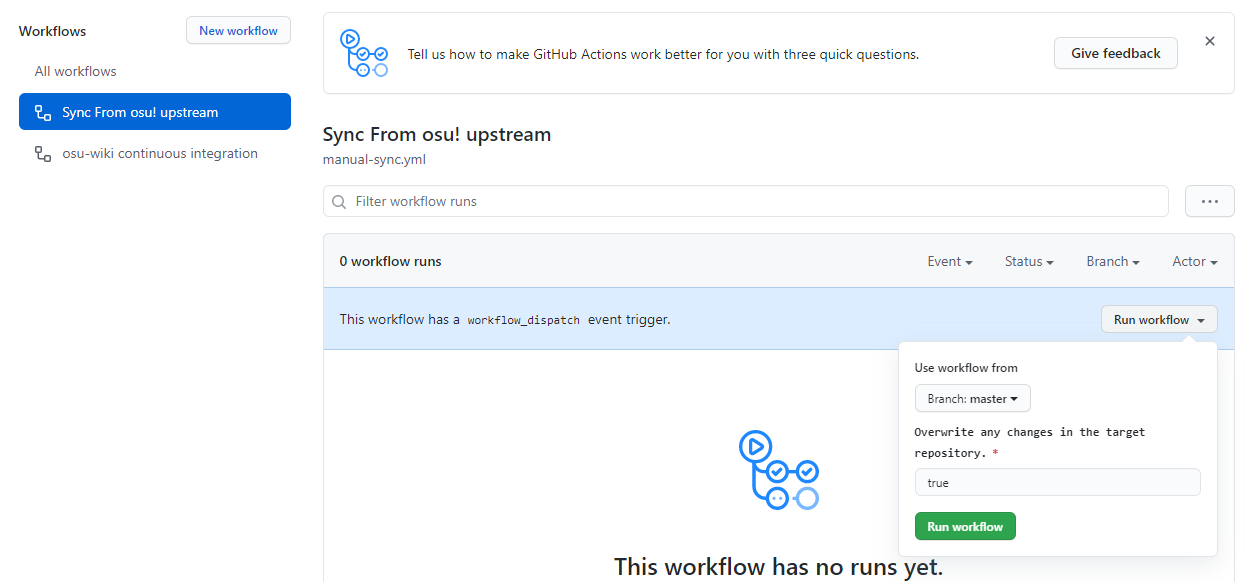 Workflows
New workflow
All workflows
Sync From osu! upstream
osu-wiki continuous integration
Tell us how to make GitHub Actions work better for you with three quick questions.
Give feedback
Sync From osu! upstream
manual-sync.yml
Filter workflow runs
0 workflow runs
Event
Status
Branch
Actor
This workflow has a workflow_dispatch event trigger.
Run workflow
Use workflow from
Branch: master
Overwrite any changes in the target
repository. *
true
Run workflow
This workflow has no runs yet.